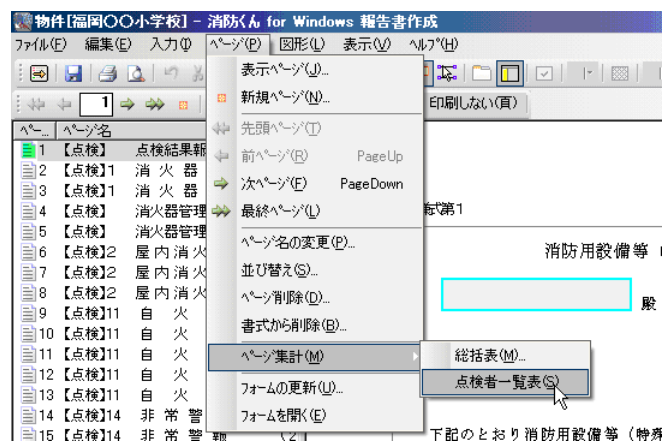 物件[福岡〇〇小学校] - 消防くん for Windows 報告書作成
ファイル(F) 編集(E) 入力(I) ページ(P) 図形(L) 表示(V) ヘルプ(H)
1
印刷しない(頁)
表示ページ(J)...
新規ページ(N)...
先頭ページ(T)
前ページ(R) PageUp
次ページ(F) PageDown
最終ページ(L)
ページ名の変更(P)...
並び替え(S)...
ページ削除(D)...
書式から削除(B)...
ページ集計(M)
フォームの更新(U)...
フォームを開く(E)
総括表(M)...
点検者一覧表(S)
ペー... ページ名
1 【点検】 点検結果報
2 【点検】1 消 火 器
3 【点検】1 消 火 器
4 【点検】 消火器管理
5 【点検】 消火器管理
6 【点検】2 屋 内 消 火
7 【点検】2 屋 内 消 火
8 【点検】2 屋 内 消 火
9 【点検】11 自 火
10 【点検】11 自 火
11 【点検】11 自 火
12 【点検】11 自 火
13 【点検】11 自 火
14 【点検】14 非 常 警
15 【点検】14 非 常 警 報 (2)
式第1
消防用設備等
殿
下記のとおり消防用設備等(特殊